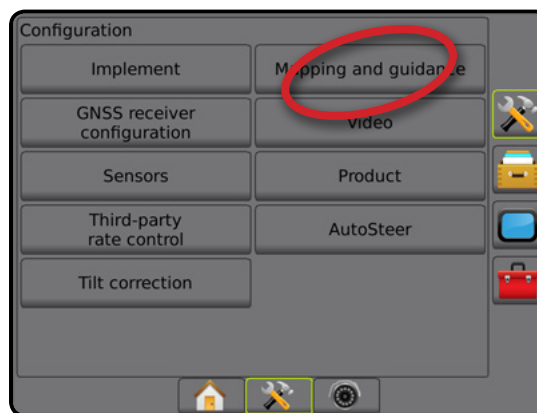 Configuration
Implement
Mapping and guidance
GNSS receiver
configuration
Video
Sensors
Product
Third-party
rate control
AutoSteer
Tilt correction